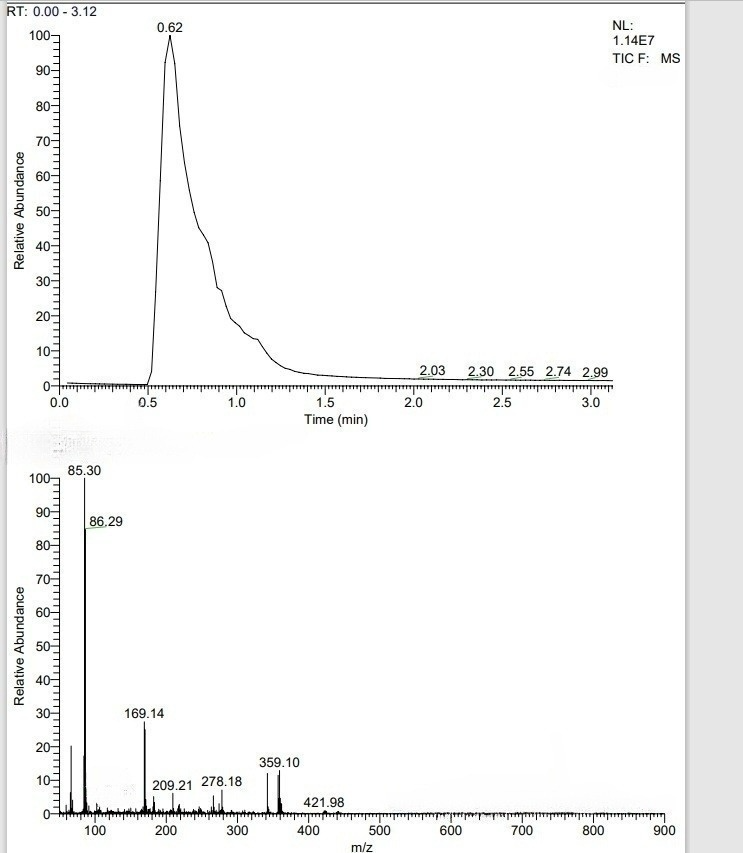 RT: 0.00 - 3.12
NL:
1.14E7
TIC F: MS
0.62
100
90
80
70
60
50
40
30
20
10
0
Relative Abundance
2.03 2.30 2.55 2.74 2.99
0.0 0.5 1.0 1.5 2.0 2.5 3.0
Time (min)
85.30
86.29
169.14
209.21
278.18
359.10
421.98
100
90
80
70
60
50
40
30
20
10
0
Relative Abundance
100 200 300 400 500 600 700 800 900
m/z